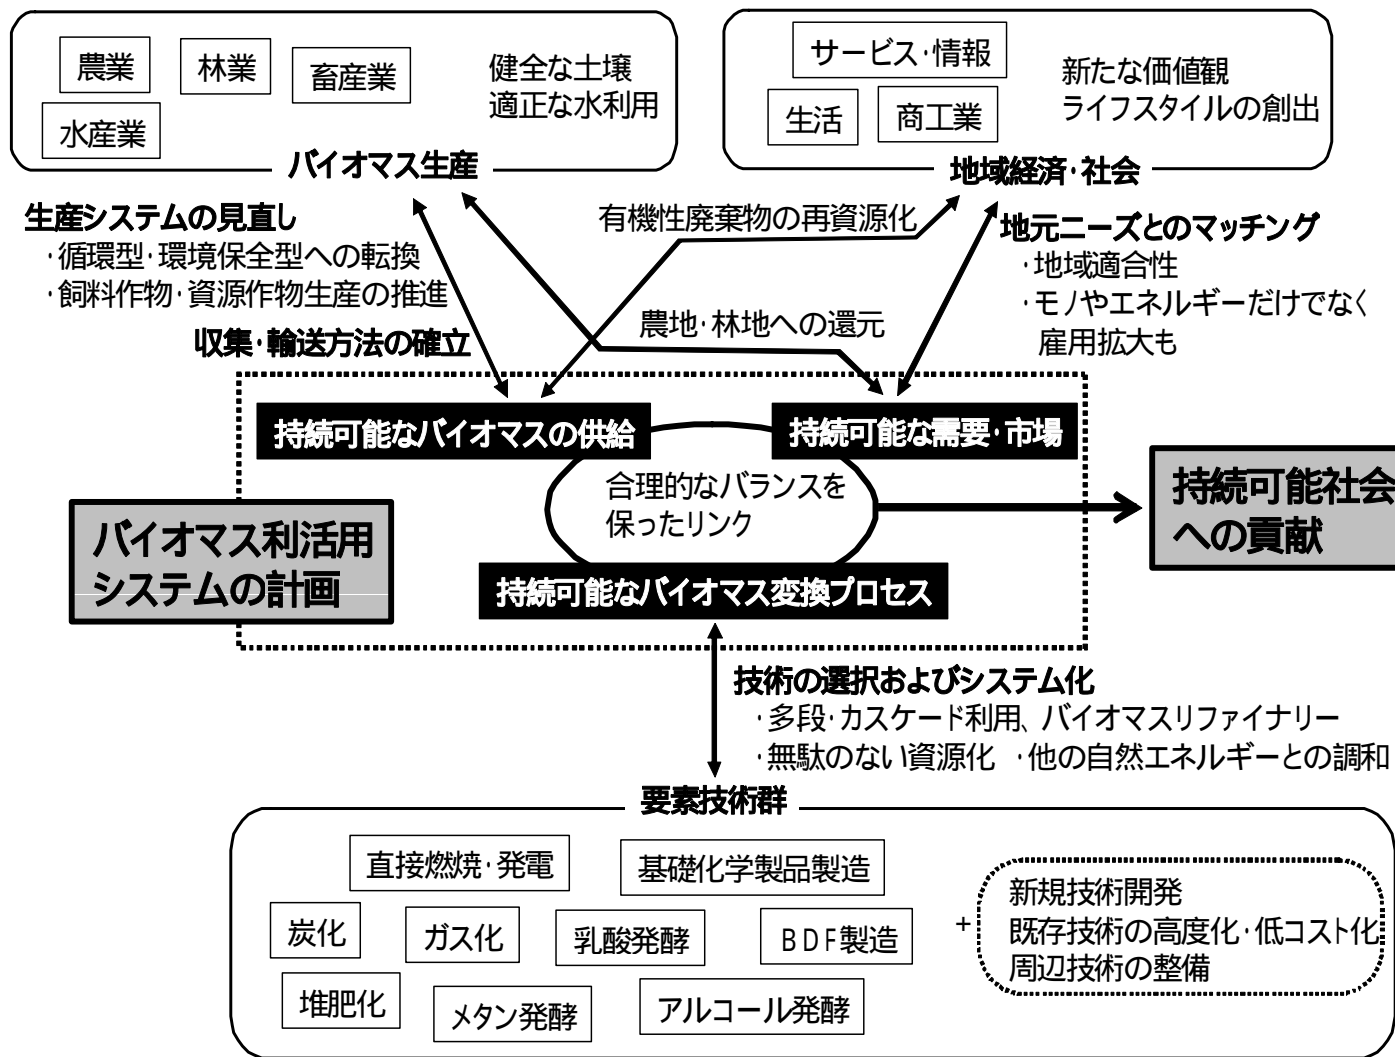 農業
林業
畜産業
水産業
健全な土壌
適正な水利用
バイオマス生産
サービス・情報
生活
商工業
新たな価値観
ライフスタイルの創出
地域経済・社会
生産システムの見直し
・循環型・環境保全型への転換
・飼料作物・資源作物生産の推進
収集・輸送方法の確立
有機性廃棄物の再資源化
農地・林地への還元
地元ニーズとのマッチング
・地域適合性
・モノやエネルギーだけでなく
雇用拡大も
持続可能なバイオマスの供給
持続可能な需要・市場
合理的なバランスを
保ったリンク
持続可能なバイオマス変換プロセス
バイオマス利活用
システムの計画
持続可能社会
への貢献
技術の選択およびシステム化
・多段・カスケード利用、バイオマスリファイナリー
・無駄のない資源化 ・他の自然エネルギーとの調和
要素技術群
直接燃焼・発電
基礎化学製品製造
炭化
ガス化
乳酸発酵
BDF製造
堆肥化
メタン発酵
アルコール発酵
+
新規技術開発
既存技術の高度化・低コスト化
周辺技術の整備